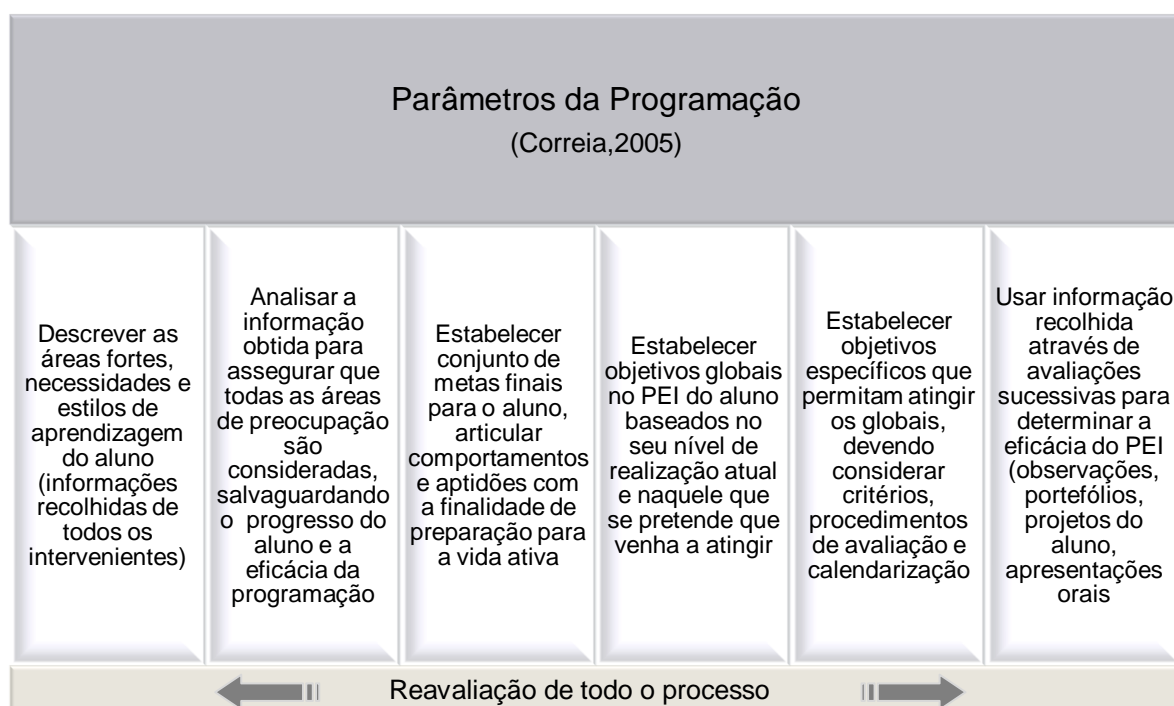 Parâmetros da Programação
(Correia,2005)
Descrever as
áreas fortes,
necessidades e
estilos de
aprendizagem
do aluno
(informações
recolhidas de
todos os
intervenientes)
Analisar a
informação
obtida para
assegurar que
todas as áreas
de preocupação
são
consideradas,
salvaguardando
o progresso do
aluno e a
eficácia da
programação
Estabelecer
conjunto de
metas finais
para o aluno,
articular
comportamentos
e aptidões com
a finalidade de
preparação para
a vida ativa
Estabelecer
objetivos globais
no PEI do aluno
baseados no
seu nível de
realização atual
e naquele que
se pretende que
venha a atingir
Estabelecer
objetivos
específicos que
permitam atingir
os globais,
devendo
considerar
critérios,
procedimentos
de avaliação e
calendarização
Usar informação
recolhida
através de
avaliações
sucessivas para
determinar a
eficácia do PEI
(observações,
portefólios,
projetos do
aluno,
apresentações
orais
Reavaliação de todo o processo